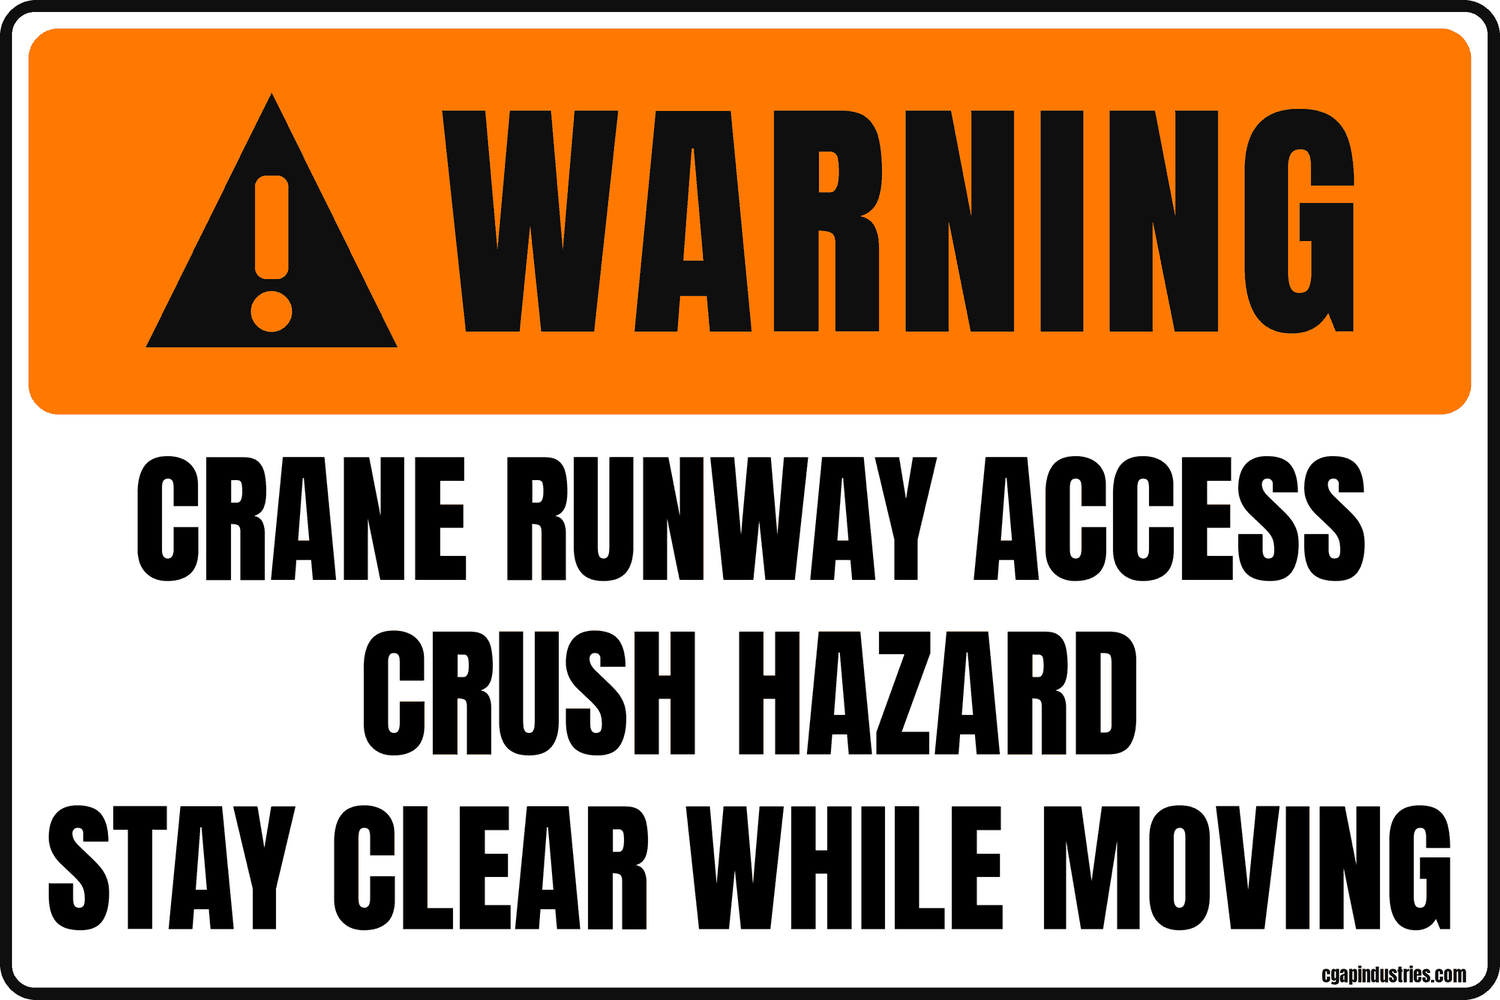 WARNING
CRANE RUNWAY ACCESS
CRUSH HAZARD
STAY CLEAR WHILE MOVING
cgapindustries.com